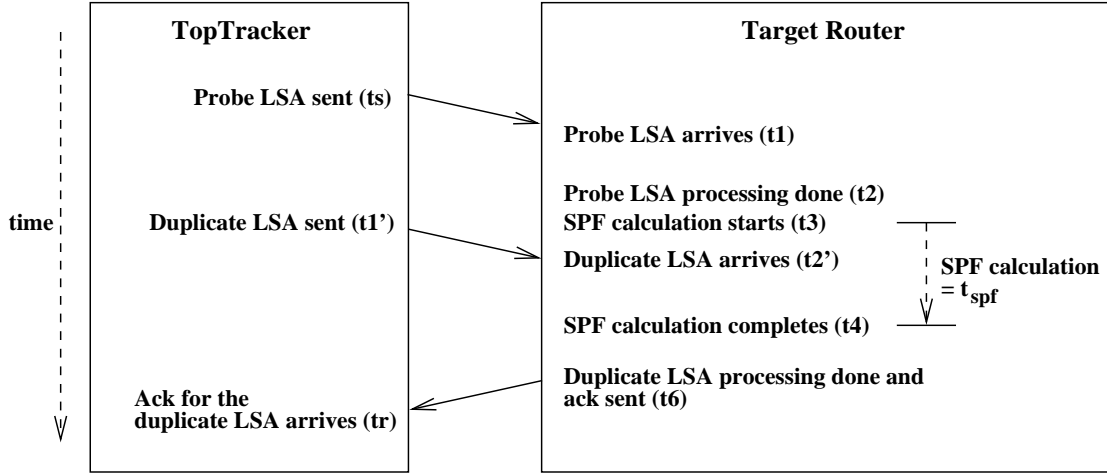 TopTracker
Target Router
Probe LSA sent (ts)
Probe LSA arrives (t1)
Probe LSA processing done (t2)
time
Duplicate LSA sent (t1')
SPF calculation starts (t3)
Duplicate LSA arrives (t2')
SPF calculation
= t_spf
SPF calculation completes (t4)
Ack for the
duplicate LSA arrives (tr)
Duplicate LSA processing done and
ack sent (t6)